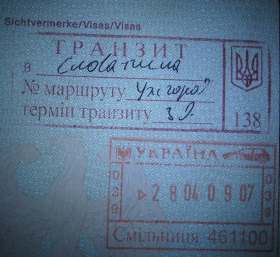 Sichtvermerke/Visas/Visas
ТРАНЗИТ
в Словаччина
№ маршруту Ужгород
термін транзиту 3 д.
138
УКРАЇНА
28 04 09 07
Смільниця 461100